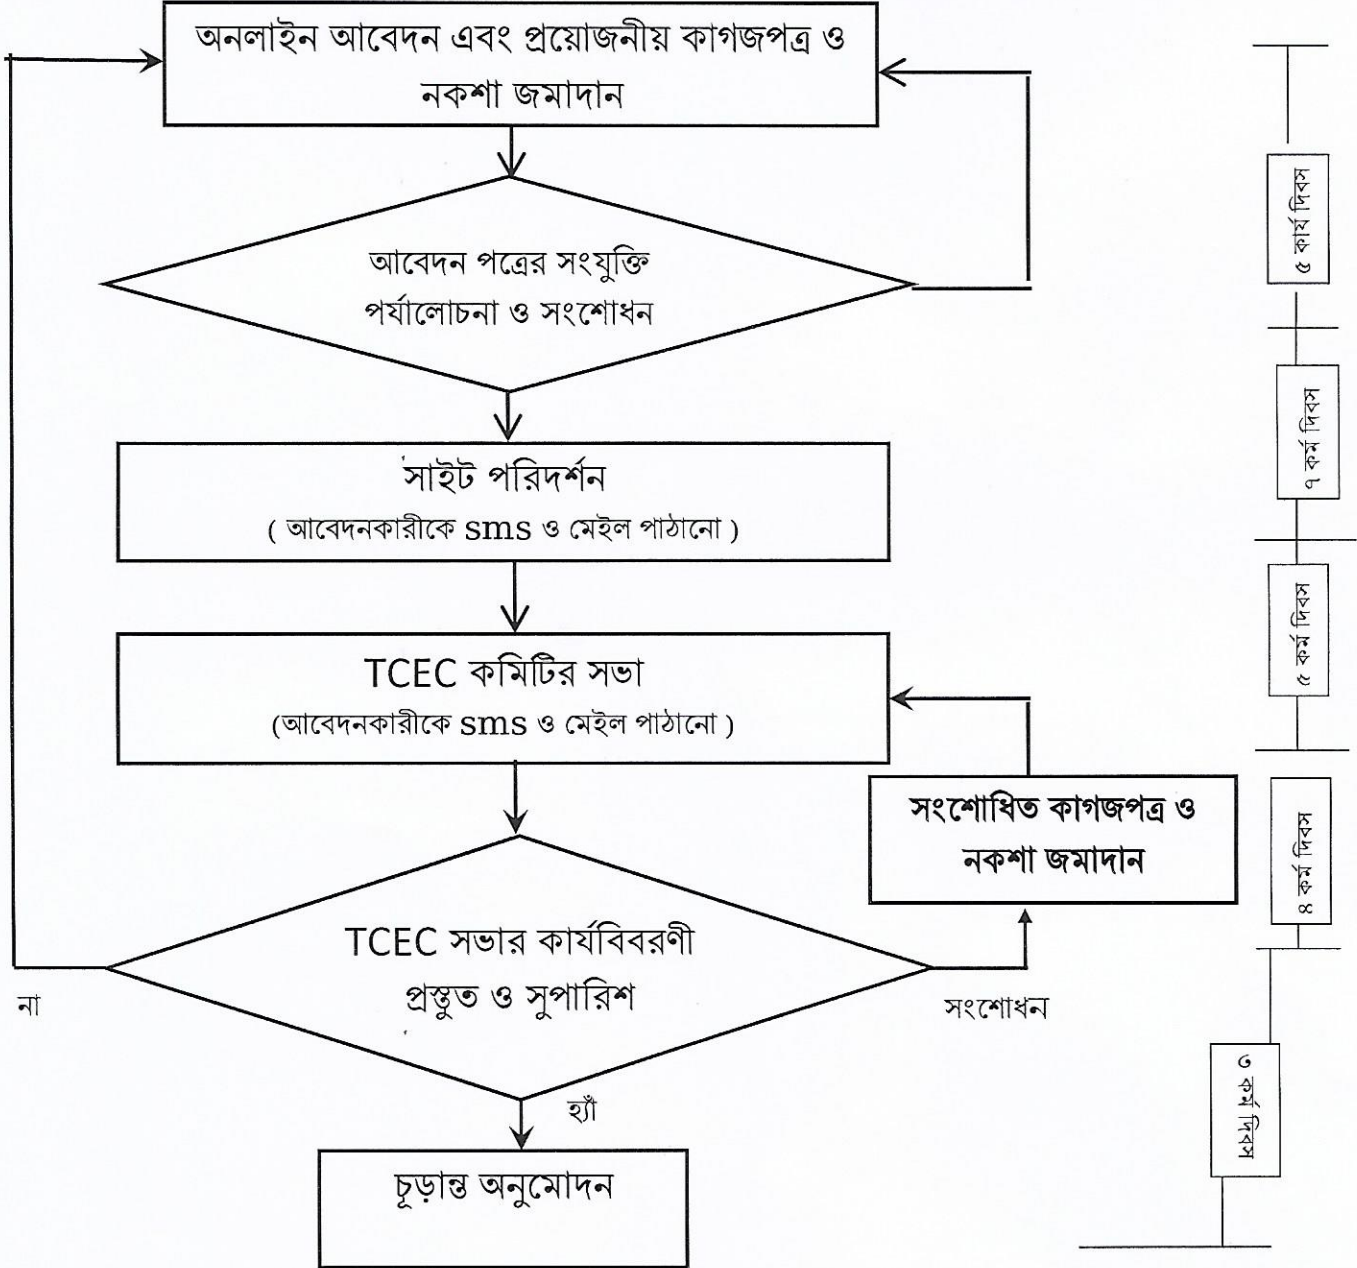 অনলাইন আবেদন এবং প্রয়োজনীয় কাগজপত্র ও
নকশা জমাদান
আবেদন পত্রের সংযুক্তি
পর্যালোচনা ও সংশোধন
৫ কার্য দিবস
সাইট পরিদর্শন
( আবেদনকারীকে sms ও মেইল পাঠানো )
৭ কর্ম দিবস
TCEC কমিটির সভা
(আবেদনকারীকে sms ও মেইল পাঠানো )
৫ কর্ম দিবস
সংশোধিত কাগজপত্র ও
নকশা জমাদান
৪ কর্ম দিবস
TCEC সভার কার্যবিবরণী
প্রস্তুত ও সুপারিশ
না
সংশোধন
হ্যাঁ
৩ কর্ম দিবস
চূড়ান্ত অনুমোদন